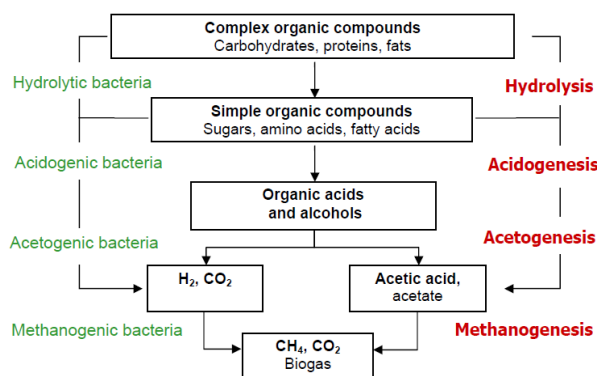 Complex organic compounds
Carbohydrates, proteins, fats
Hydrolytic bacteria
Hydrolysis
Simple organic compounds
Sugars, amino acids, fatty acids
Acidogenic bacteria
Acidogenesis
Organic acids
and alcohols
Acetogenic bacteria
Acetogenesis
H₂, CO₂
Acetic acid,
acetate
Methanogenic bacteria
Methanogenesis
CH₄, CO₂
Biogas